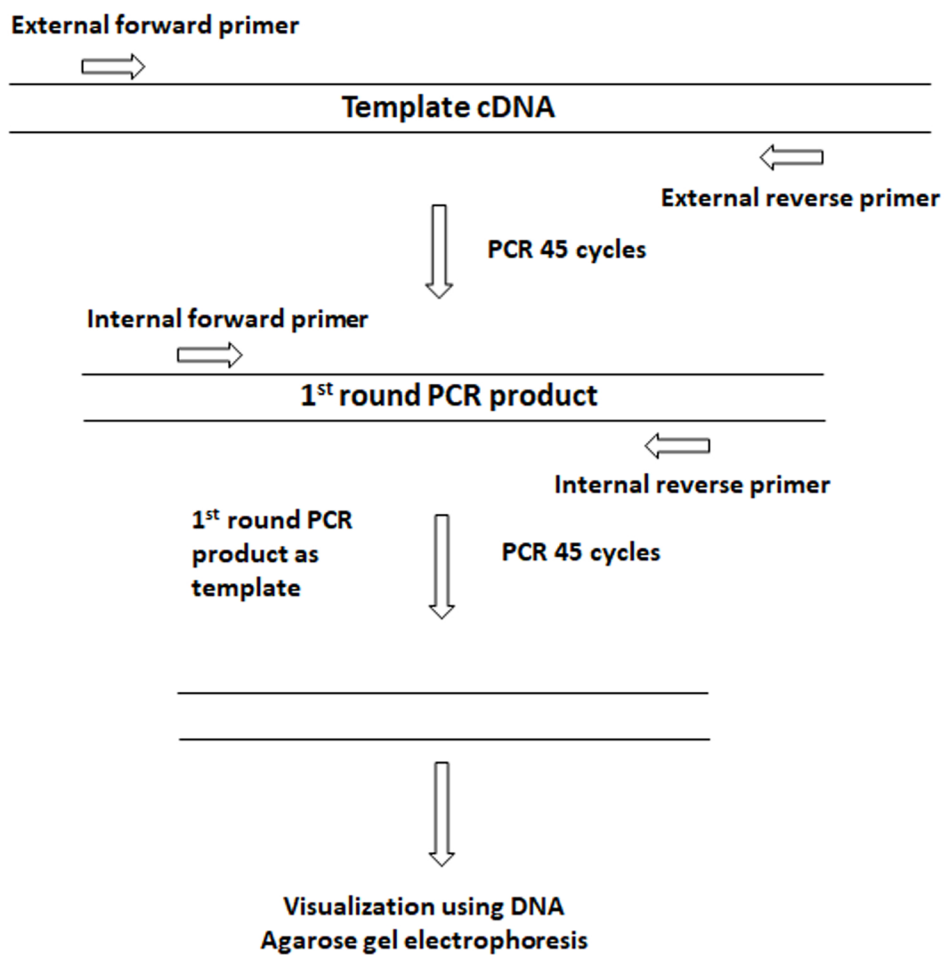 External forward primer
Template cDNA
External reverse primer
PCR 45 cycles
Internal forward primer
1st round PCR product
Internal reverse primer
1st round PCR
product as
template
PCR 45 cycles
Visualization using DNA
Agarose gel electrophoresis